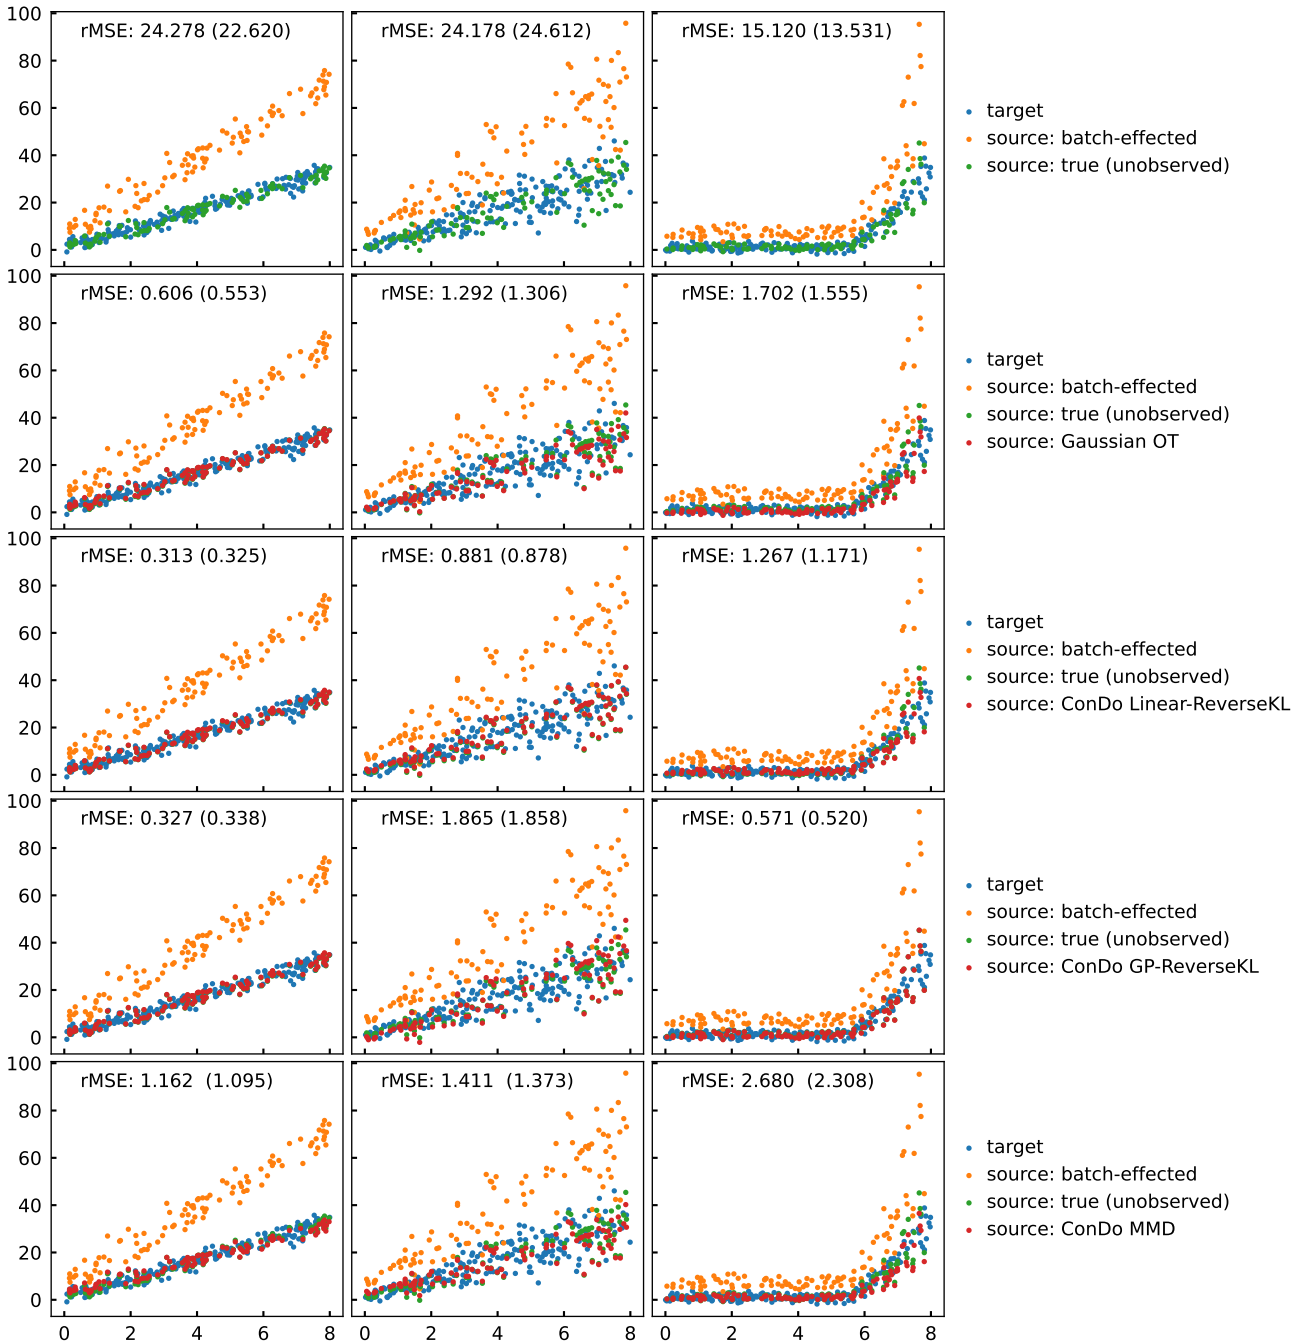 100
80
60
40
20
0
rMSE: 24.278 (22.620)
rMSE: 24.178 (24.612)
rMSE: 15.120 (13.531)
target
source: batch-effected
source: true (unobserved)
100
80
60
40
20
0
rMSE: 0.606 (0.553)
rMSE: 1.292 (1.306)
rMSE: 1.702 (1.555)
target
source: batch-effected
source: true (unobserved)
source: Gaussian OT
100
80
60
40
20
0
rMSE: 0.313 (0.325)
rMSE: 0.881 (0.878)
rMSE: 1.267 (1.171)
target
source: batch-effected
source: true (unobserved)
source: ConDo Linear-ReverseKL
100
80
60
40
20
0
rMSE: 0.327 (0.338)
rMSE: 1.865 (1.858)
rMSE: 0.571 (0.520)
target
source: batch-effected
source: true (unobserved)
source: ConDo GP-ReverseKL
100
80
60
40
20
0
rMSE: 1.162  (1.095)
rMSE: 1.411  (1.373)
rMSE: 2.680  (2.308)
target
source: batch-effected
source: true (unobserved)
source: ConDo MMD
0 2 4 6 8
0 2 4 6 8
0 2 4 6 8